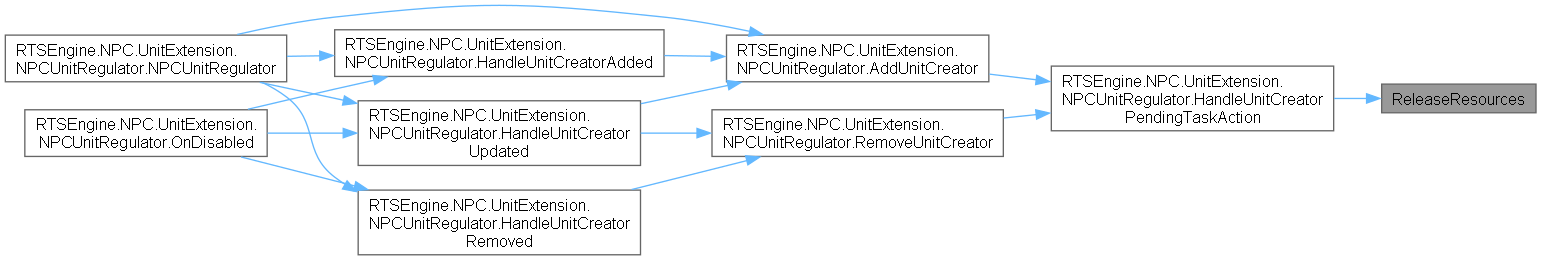 RTSEngine.NPC.UnitExtension.
NPCUnitRegulator.NPCUnitRegulator
RTSEngine.NPC.UnitExtension.
NPCUnitRegulator.OnDisabled
RTSEngine.NPC.UnitExtension.
NPCUnitRegulator.HandleUnitCreatorAdded
RTSEngine.NPC.UnitExtension.
NPCUnitRegulator.HandleUnitCreator
Updated
RTSEngine.NPC.UnitExtension.
NPCUnitRegulator.HandleUnitCreator
Removed
RTSEngine.NPC.UnitExtension.
NPCUnitRegulator.AddUnitCreator
RTSEngine.NPC.UnitExtension.
NPCUnitRegulator.RemoveUnitCreator
RTSEngine.NPC.UnitExtension.
NPCUnitRegulator.HandleUnitCreator
PendingTaskAction
ReleaseResources